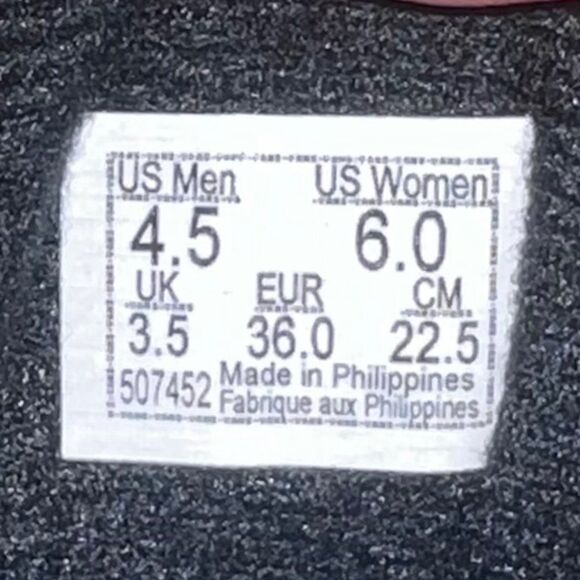 US Men US Women
4.5 6.0
UK EUR CM
3.5 36.0 22.5
507452 Made in Philippines
Fabrique aux Philippines